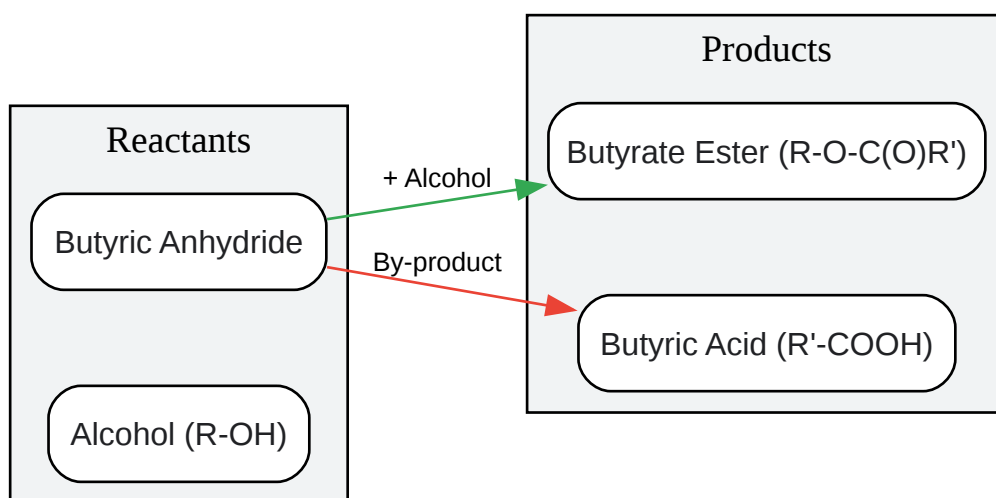 Reactants
Butyric Anhydride
Alcohol (R-OH)
+ Alcohol
By-product
Products
Butyrate Ester (R-O-C(O)R')
Butyric Acid (R'-COOH)